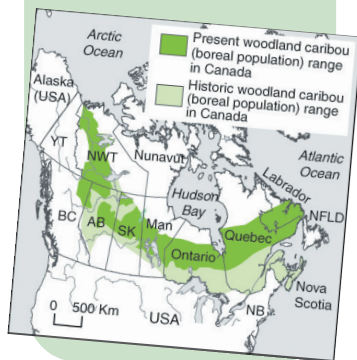 Arctic
Ocean
Present woodland caribou
(boreal population) range
in Canada
Historic woodland caribou
(boreal population) range
in Canada
Alaska
(USA)
YT
NWT
Nunavut
Atlantic
Ocean
Hudson
Bay
Labrador
NFLD
BC
AB
SK
Man
Ontario
Quebec
Nova
Scotia
NB
USA
0 500 Km